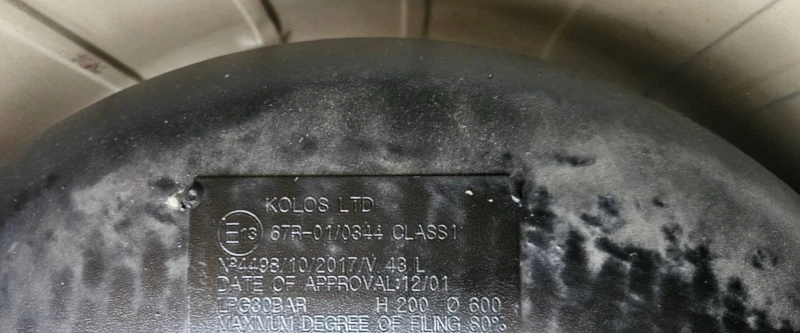 KOLOS LTD
E13 67R-01/0344 CLASS1
Nº4498/10/2017/V 43 L
DATE OF APPROVAL:12/01
LPG30BAR H 200 Ø 600
MAXMUM DEGREE OF FILING 80%